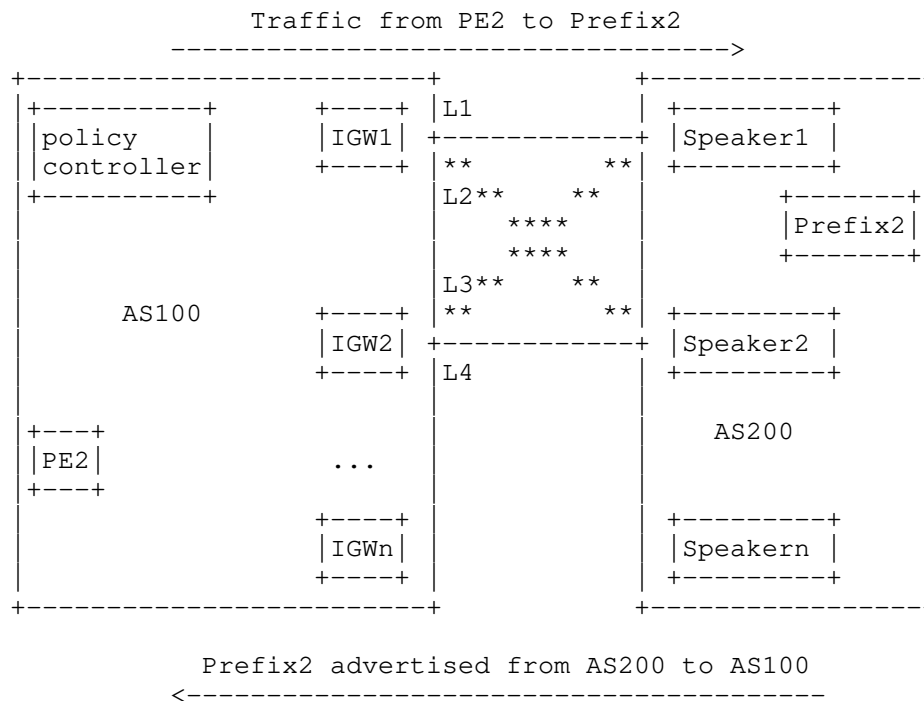 Traffic from PE2 to Prefix2
L1
policy IGW1 Speaker1
controller ** **
L2** **
**** Prefix2
****
L3** **
AS100 ** **
IGW2 Speaker2
L4
AS200
PE2 ...
IGWn Speakern
Prefix2 advertised from AS200 to AS100